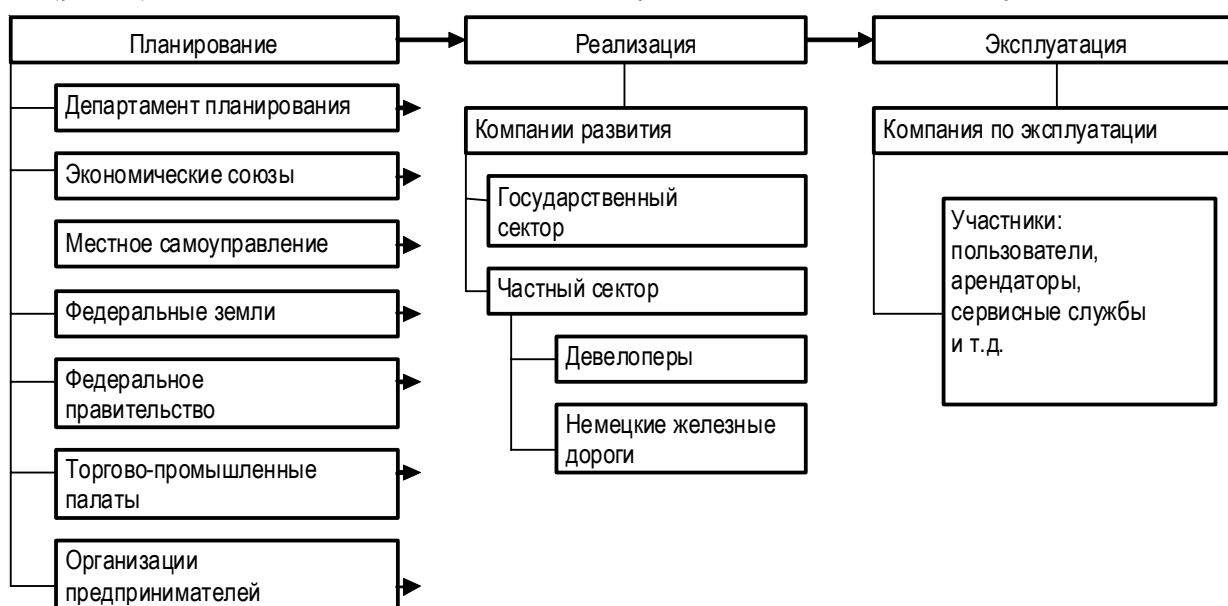 Планирование
Департамент планирования
Экономические союзы
Местное самоуправление
Федеральные земли
Федеральное
правительство
Торгово-промышленные
палаты
Организации
предпринимателей
Реализация
Компании развития
Государственный
сектор
Частный сектор
Девелоперы
Немецкие железные
дороги
Эксплуатация
Компания по эксплуатации
Участники:
пользователи,
арендаторы,
сервисные службы
и т.д.